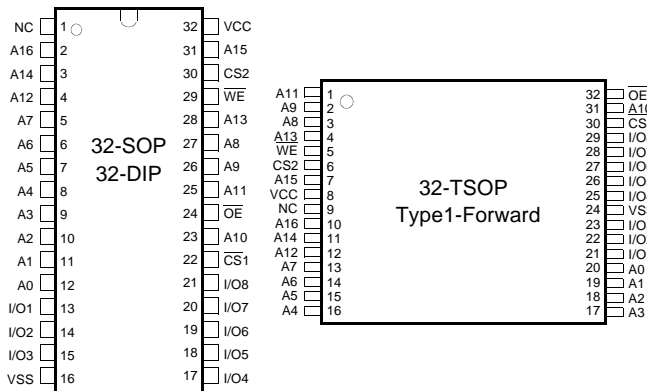 NC 1 32 VCC
A16 2 31 A15
A14 3 30 CS2
A12 4 29 W̅E̅
A7 5 28 A13
A6 6 27 A8
A5 7 26 A9
A4 8 25 A11
A3 9 24 O̅E̅
A2 10 23 A10
A1 11 22 C̅S̅1
A0 12 21 I/O8
I/O1 13 20 I/O7
I/O2 14 19 I/O6
I/O3 15 18 I/O5
VSS 16 17 I/O4
32-SOP
32-DIP
A11 1 32 O̅E̅
A9 2 31
A8 3 30
A13 4 29
W̅E̅ 5 28
CS2 6 27
A15 7 26
VCC 8 25
NC 9 24
A16 10 23
A14 11 22
A12 12 21
A7 13 20 A0
A6 14 19 A1
A5 15 18 A2
A4 16 17 A3
32-TSOP
Type1-Forward